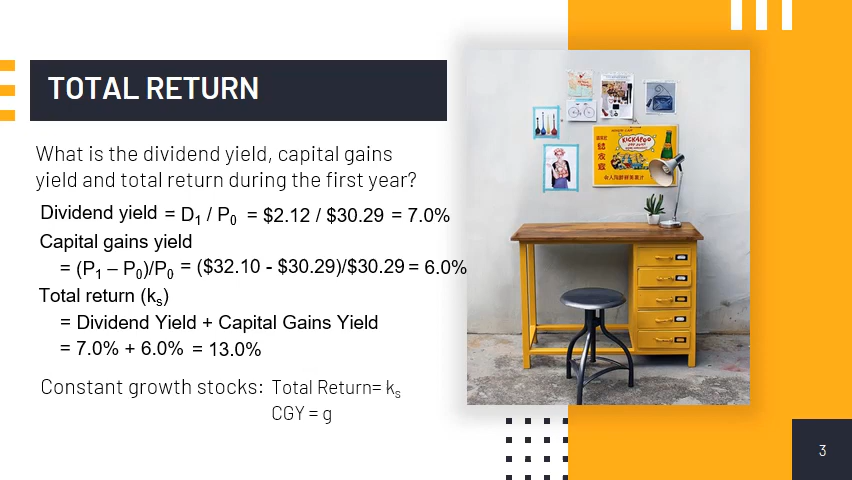 TOTAL RETURN
What is the dividend yield, capital gains
yield and total return during the first year?
Dividend yield = D₁ / P₀ = $2.12 / $30.29 = 7.0%
Capital gains yield
= (P₁ – P₀)/P₀ = ($32.10 - $30.29)/$30.29 = 6.0%
Total return (kₛ)
= Dividend Yield + Capital Gains Yield
= 7.0% + 6.0% = 13.0%
Constant growth stocks: Total Return= kₛ
CGY = g
KICKAPOO
JOY JUICE
3